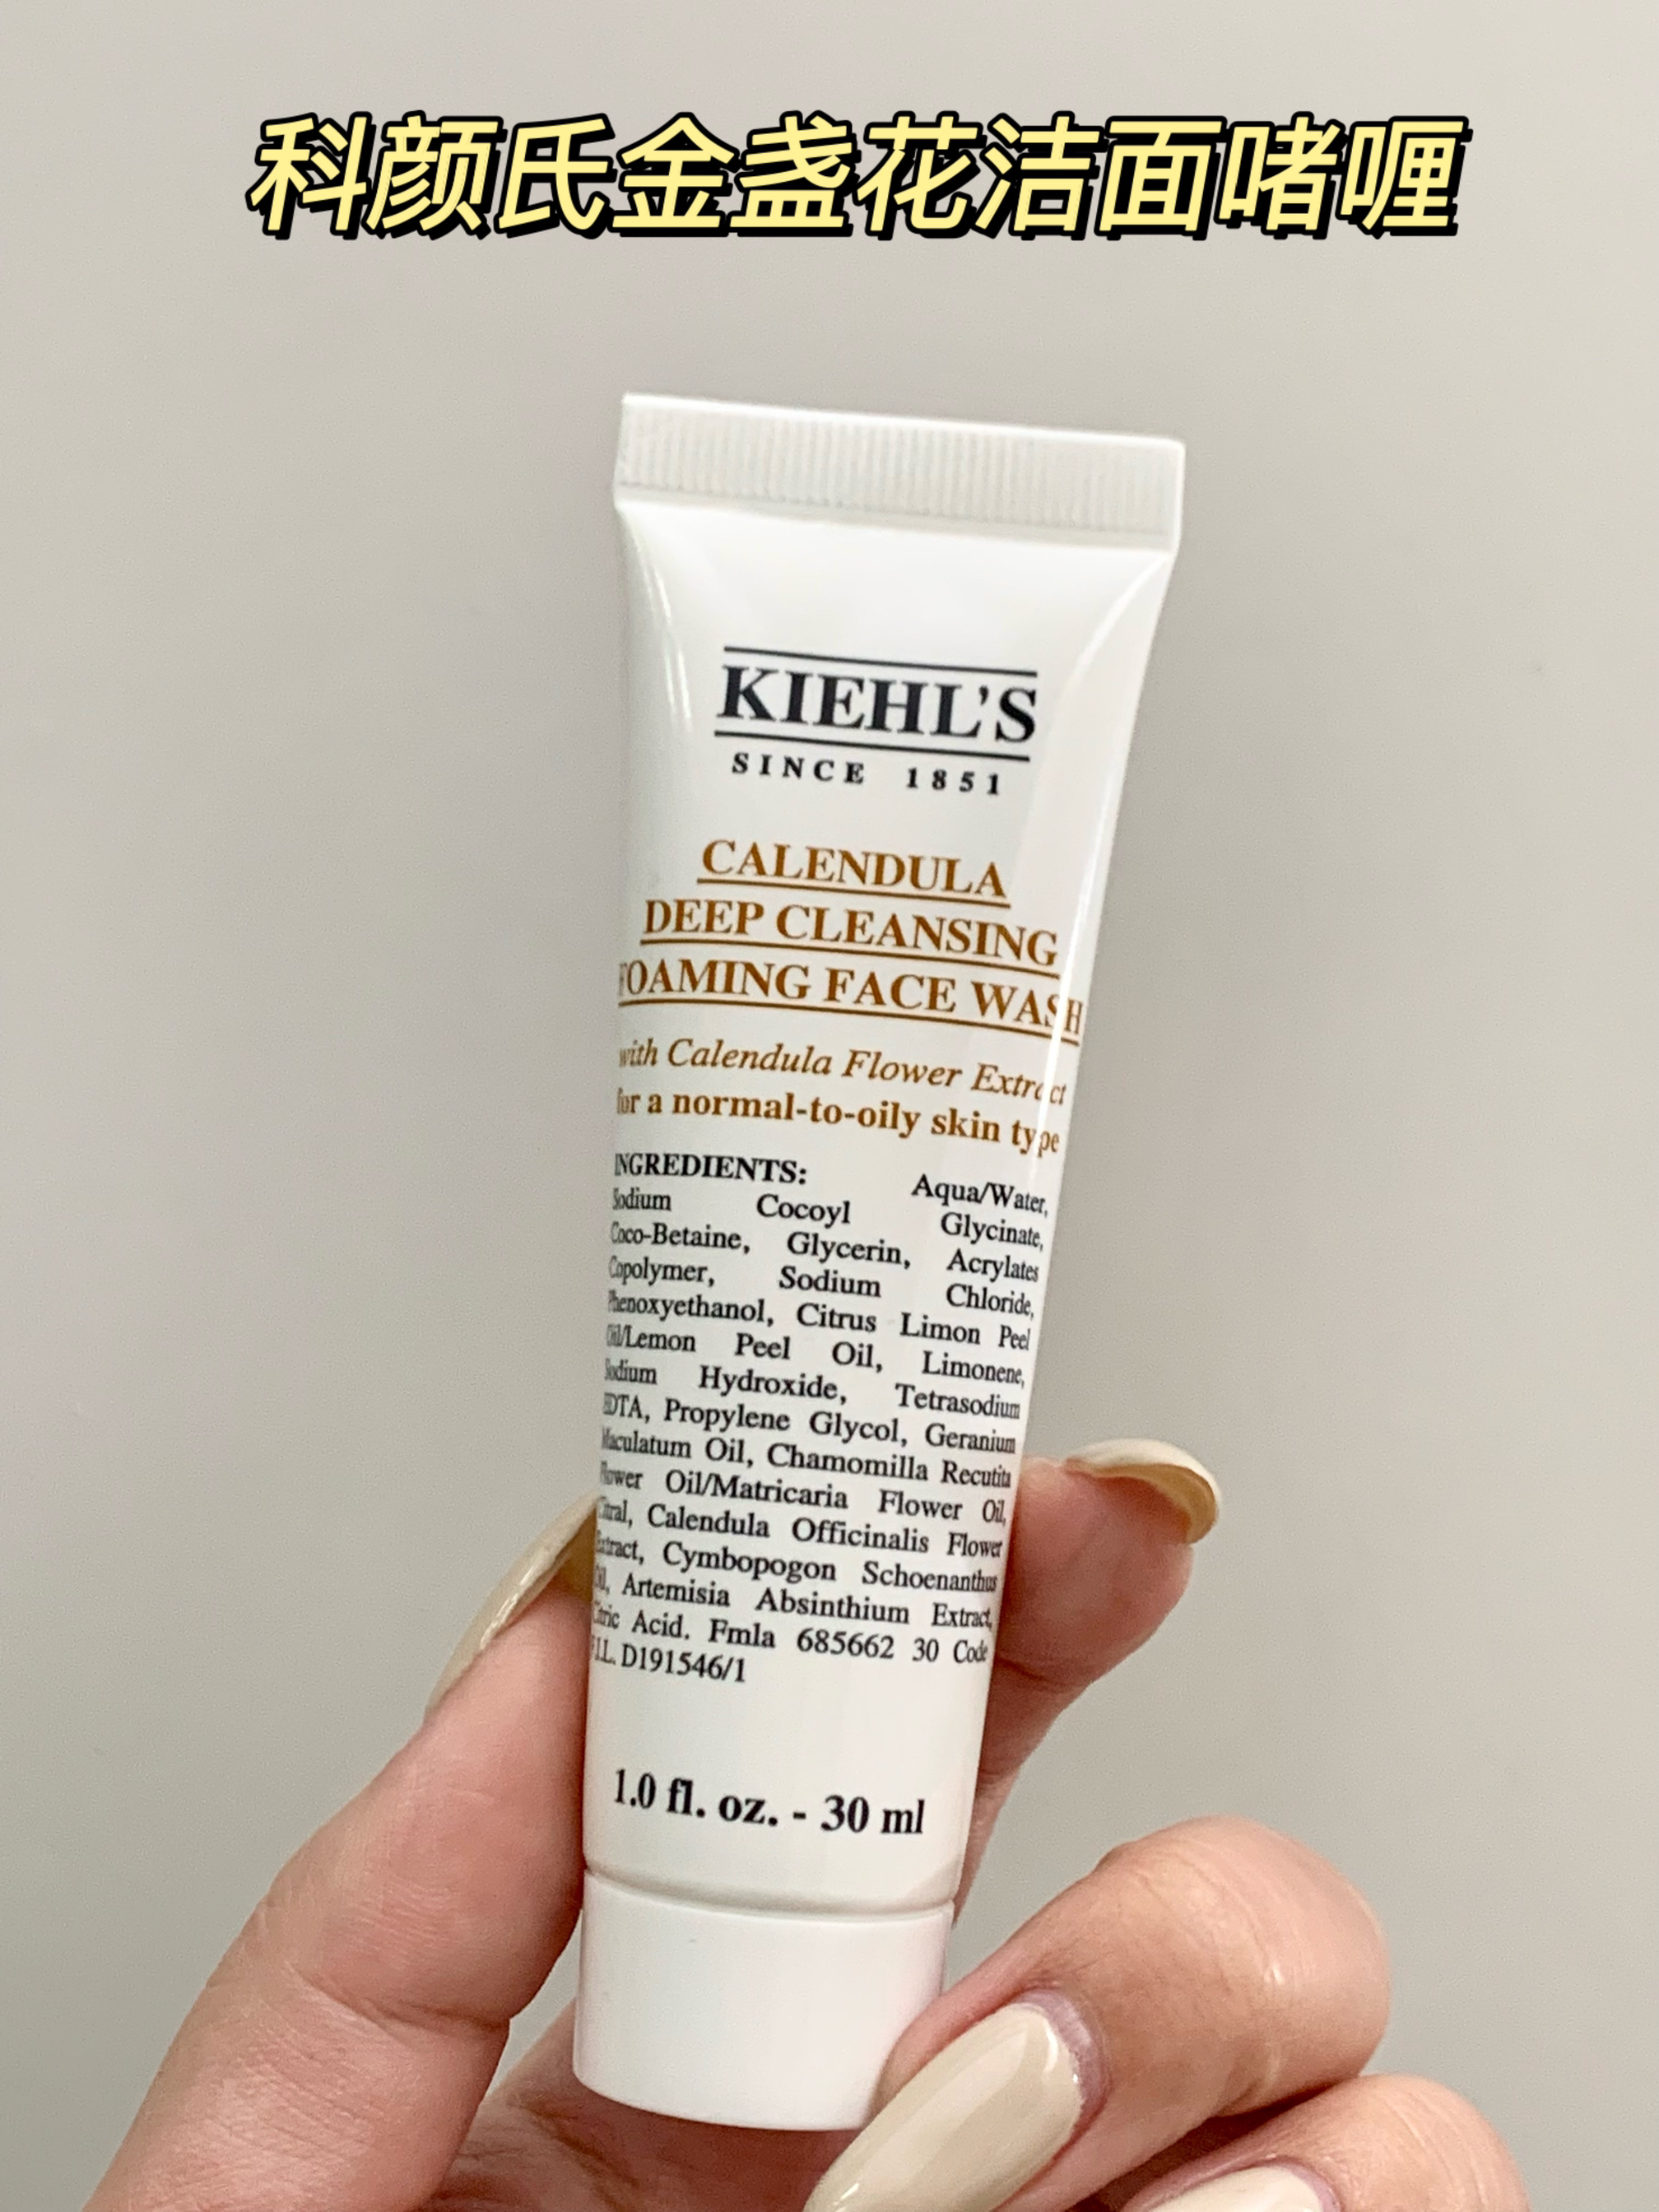 科颜氏金盏花洁面啫喱
KIEHL'S
SINCE 1851
CALENDULA
DEEP CLEANSING
FOAMING FACE WASH
with Calendula Flower Extract
for a normal-to-oily skin type
INGREDIENTS: Aqua/Water,
Sodium Cocoyl Glycinate,
Coco-Betaine, Glycerin, Acrylates
Copolymer, Sodium Chloride,
Phenoxyethanol, Citrus Limon Peel
Oil/Lemon Peel Oil, Limonene,
Sodium Hydroxide, Tetrasodium
EDTA, Propylene Glycol, Geranium
Maculatum Oil, Chamomilla Recutita
Flower Oil/Matricaria Flower Oil,
Citral, Calendula Officinalis Flower
Extract, Cymbopogon Schoenanthus
Oil, Artemisia Absinthium Extract,
Citric Acid. Fmla 685662 30 Code
F.I.L. D191546/1
1.0 fl. oz. - 30 ml